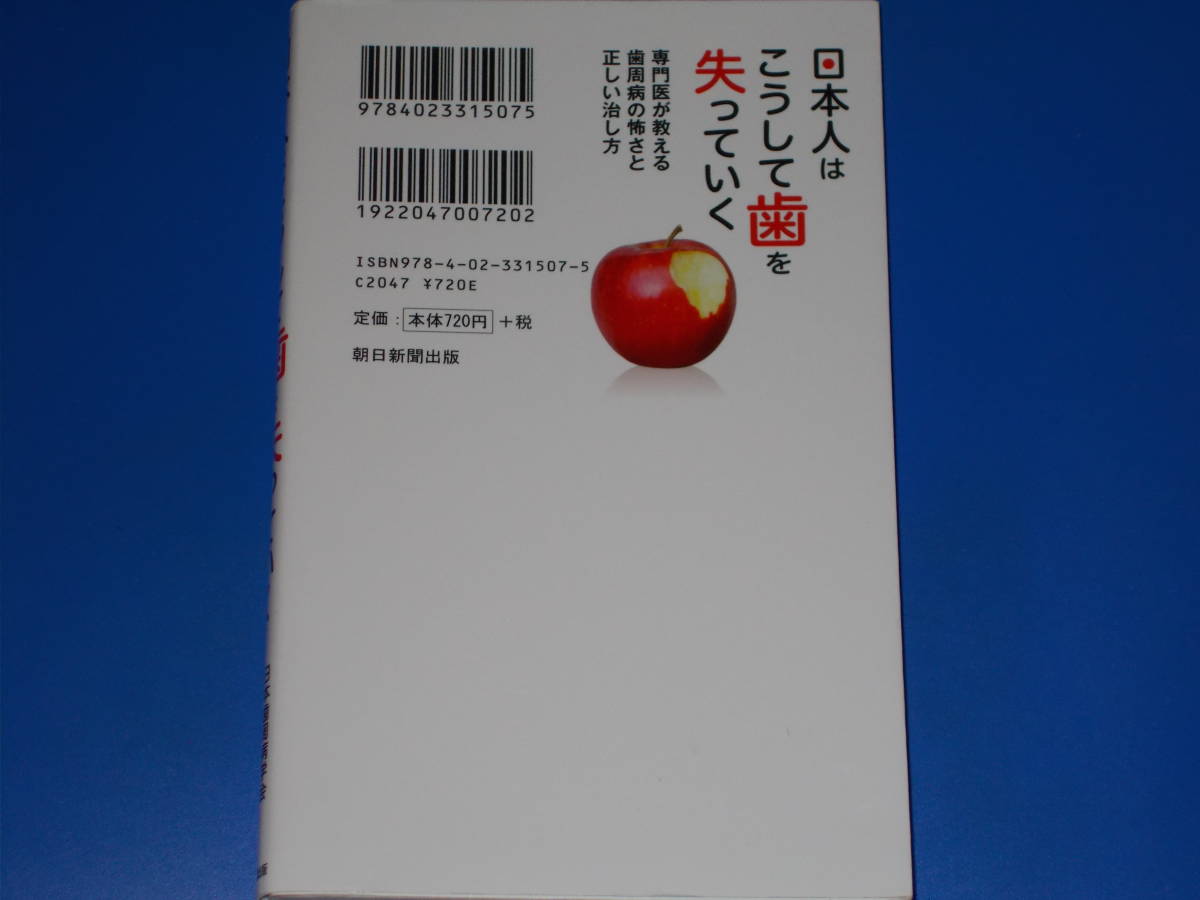 日本人は
こうして歯を
失っていく
専門医が教える
歯周病の怖さと
正しい治し方
9784023315075
1922047007202
ISBN978-4-02-331507-5
C2047 ¥720E
定価：本体720円＋税
朝日新聞出版